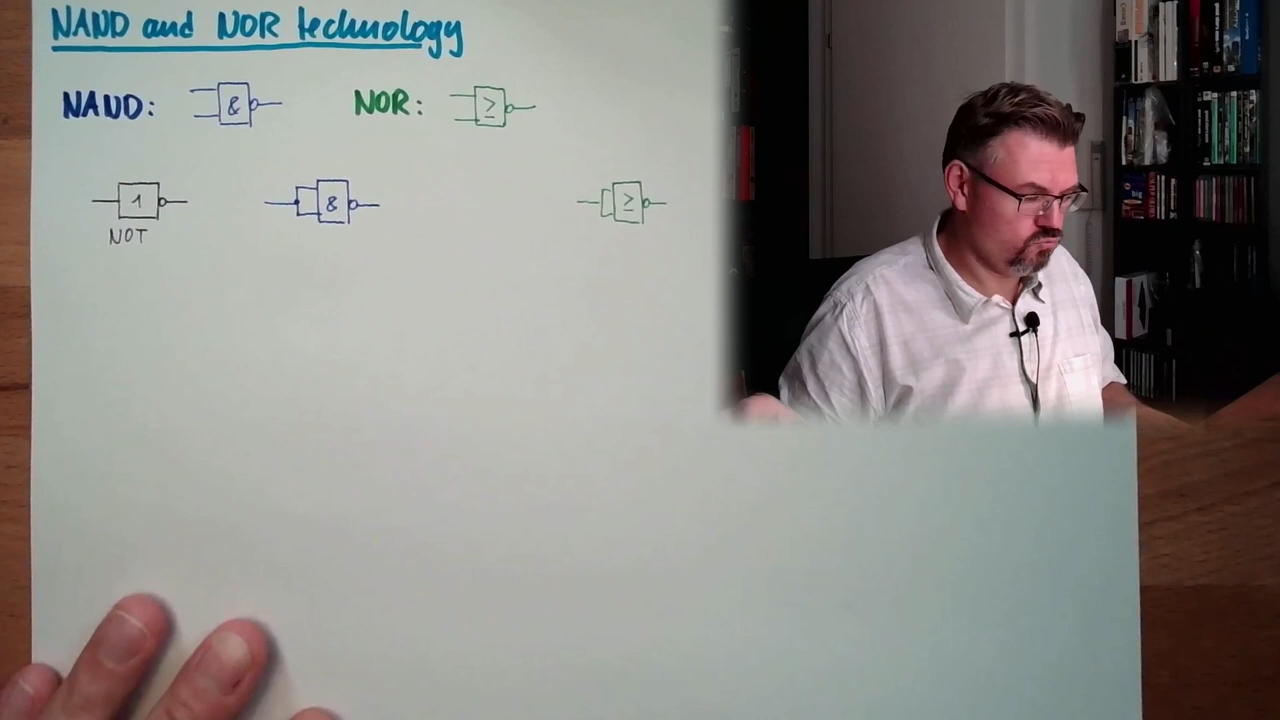 NAND and NOR technology
NAND: & NOR: ≥
1 & ≥
NOT